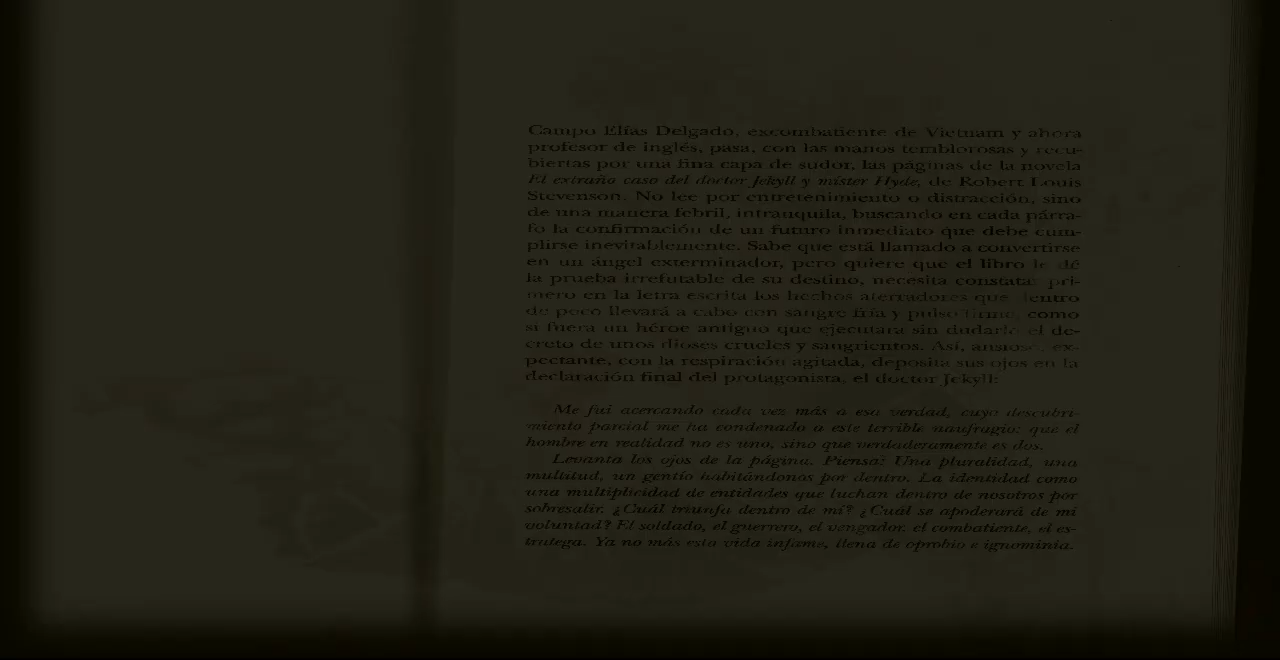 Campo Elías Delgado, excombatiente de Vietnam y ahora
profesor de inglés, pasa, con las manos temblorosas y recu-
biertas por una fina capa de sudor, las páginas de la novela
El extraño caso del doctor Jekyll y míster Hyde, de Robert Louis
Stevenson. No lee por entretenimiento o distracción, sino
de una manera febril, intranquila, buscando en cada párra-
fo la confirmación de un futuro inmediato que debe cum-
plirse inevitablemente. Sabe que está llamado a convertirse
en un ángel exterminador, pero quiere que el libro le dé
la prueba irrefutable de su destino, necesita constatar pri-
mero en la letra escrita los hechos aterradores que dentro
de poco llevará a cabo con sangre fría y pulso firme, como
si fuera un héroe antiguo que ejecutara sin dudarlo el de-
creto de unos dioses crueles y sangrientos. Así, ansioso, ex-
pectante, con la respiración agitada, deposita sus ojos en la
declaración final del protagonista, el doctor Jekyll:
Me fui acercando cada vez más a esa verdad, cuyo descubri-
miento parcial me ha condenado a este terrible naufragio: que el
hombre en realidad no es uno, sino que verdaderamente es dos.
Levanta los ojos de la página. Piensa: Una pluralidad, una
multitud, un gentío habitándonos por dentro. La identidad como
una multiplicidad de entidades que luchan dentro de nosotros por
sobresalir. ¿Cuál triunfa dentro de mí? ¿Cuál se apoderará de mi
voluntad? El soldado, el guerrero, el vengador, el combatiente, el es-
tratega. Ya no más esta vida infame, llena de oprobio e ignominia.